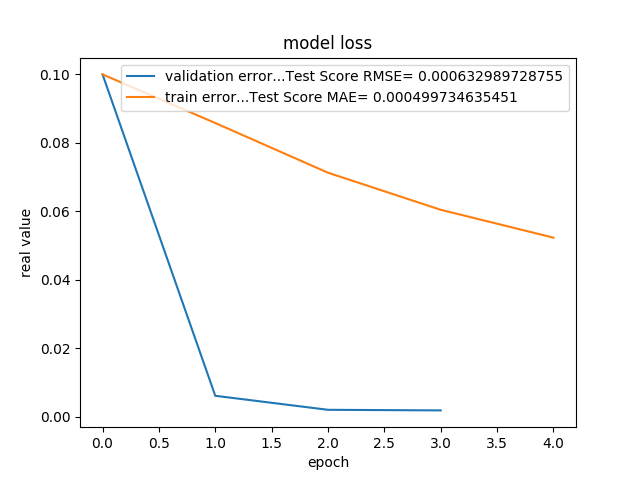 model loss
validation error...Test Score RMSE= 0.000632989728755
train error...Test Score MAE= 0.000499734635451
0.10
0.08
0.06
0.04
0.02
0.00
real value
0.0 0.5 1.0 1.5 2.0 2.5 3.0 3.5 4.0
epoch